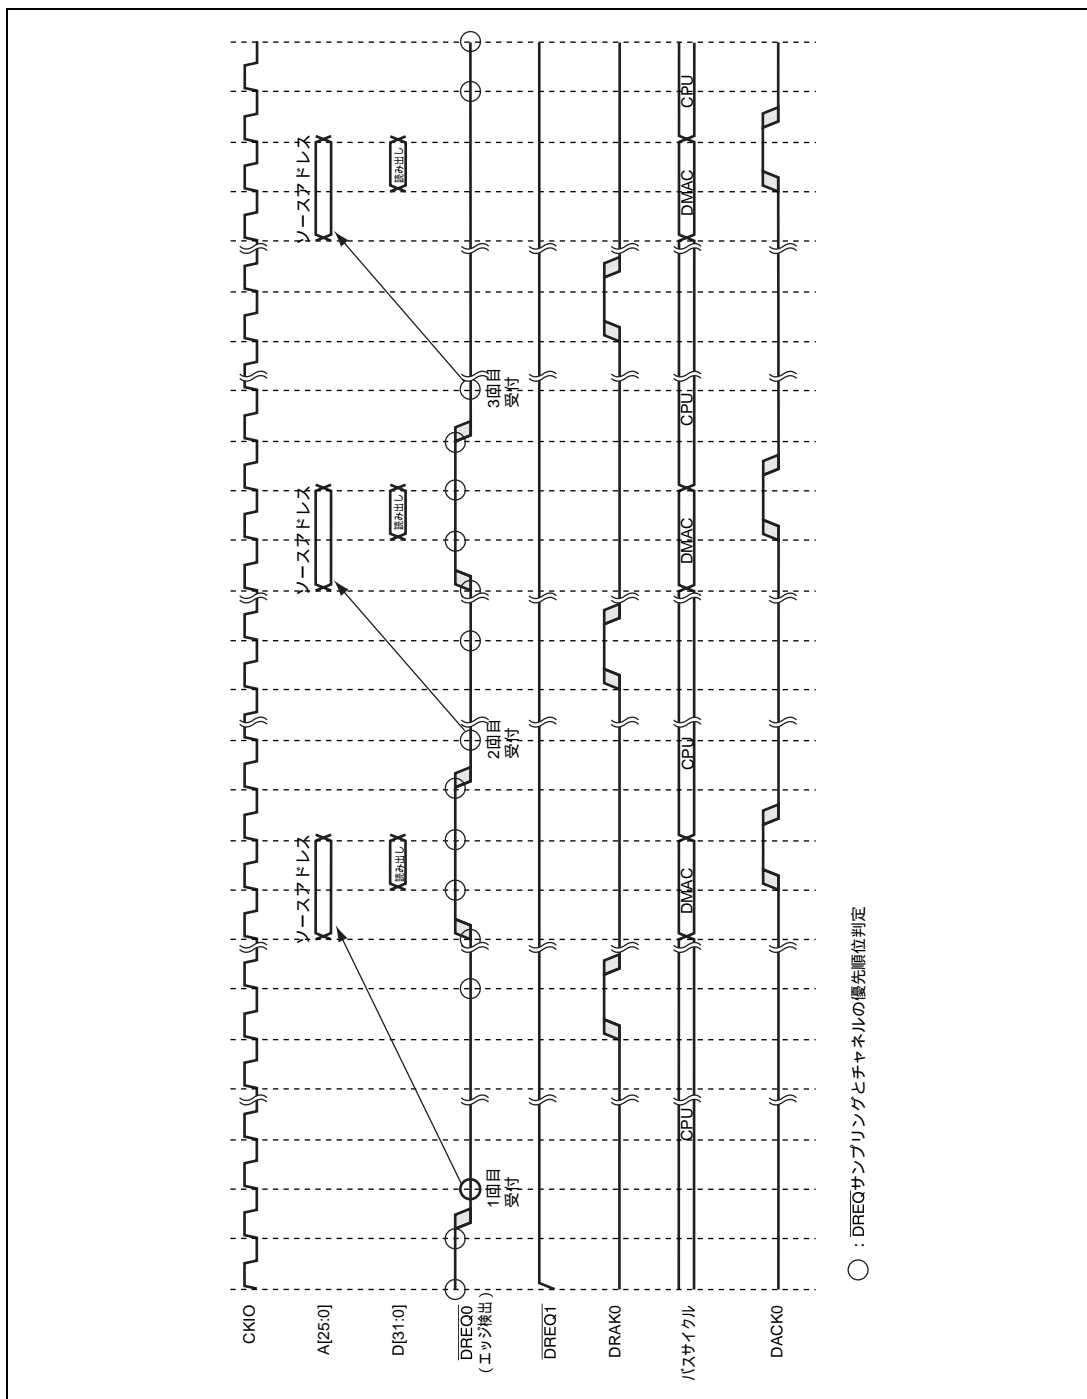 CKIO
A[25:0]
ソースアドレス
ソースアドレス
ソースアドレス
D[31:0]
読み出し
読み出し
読み出し
DREQ0
(エッジ検出)
1回目
受付
2回目
受付
3回目
受付
DREQ1
DRAK0
バスサイクル
CPU
DMAC
CPU
DMAC
CPU
DMAC
CPU
DACK0
○ : DREQサンプリングとチャネルの優先順位判定